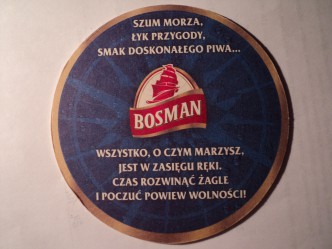 SZUM MORZA,
ŁYK PRZYGODY,
SMAK DOSKONAŁEGO PIWA...
BOSMAN
WSZYSTKO, O CZYM MARZYSZ,
JEST W ZASIĘGU RĘKI.
CZAS ROZWINĄĆ ŻAGLE
I POCZUĆ POWIEW WOLNOŚCI!